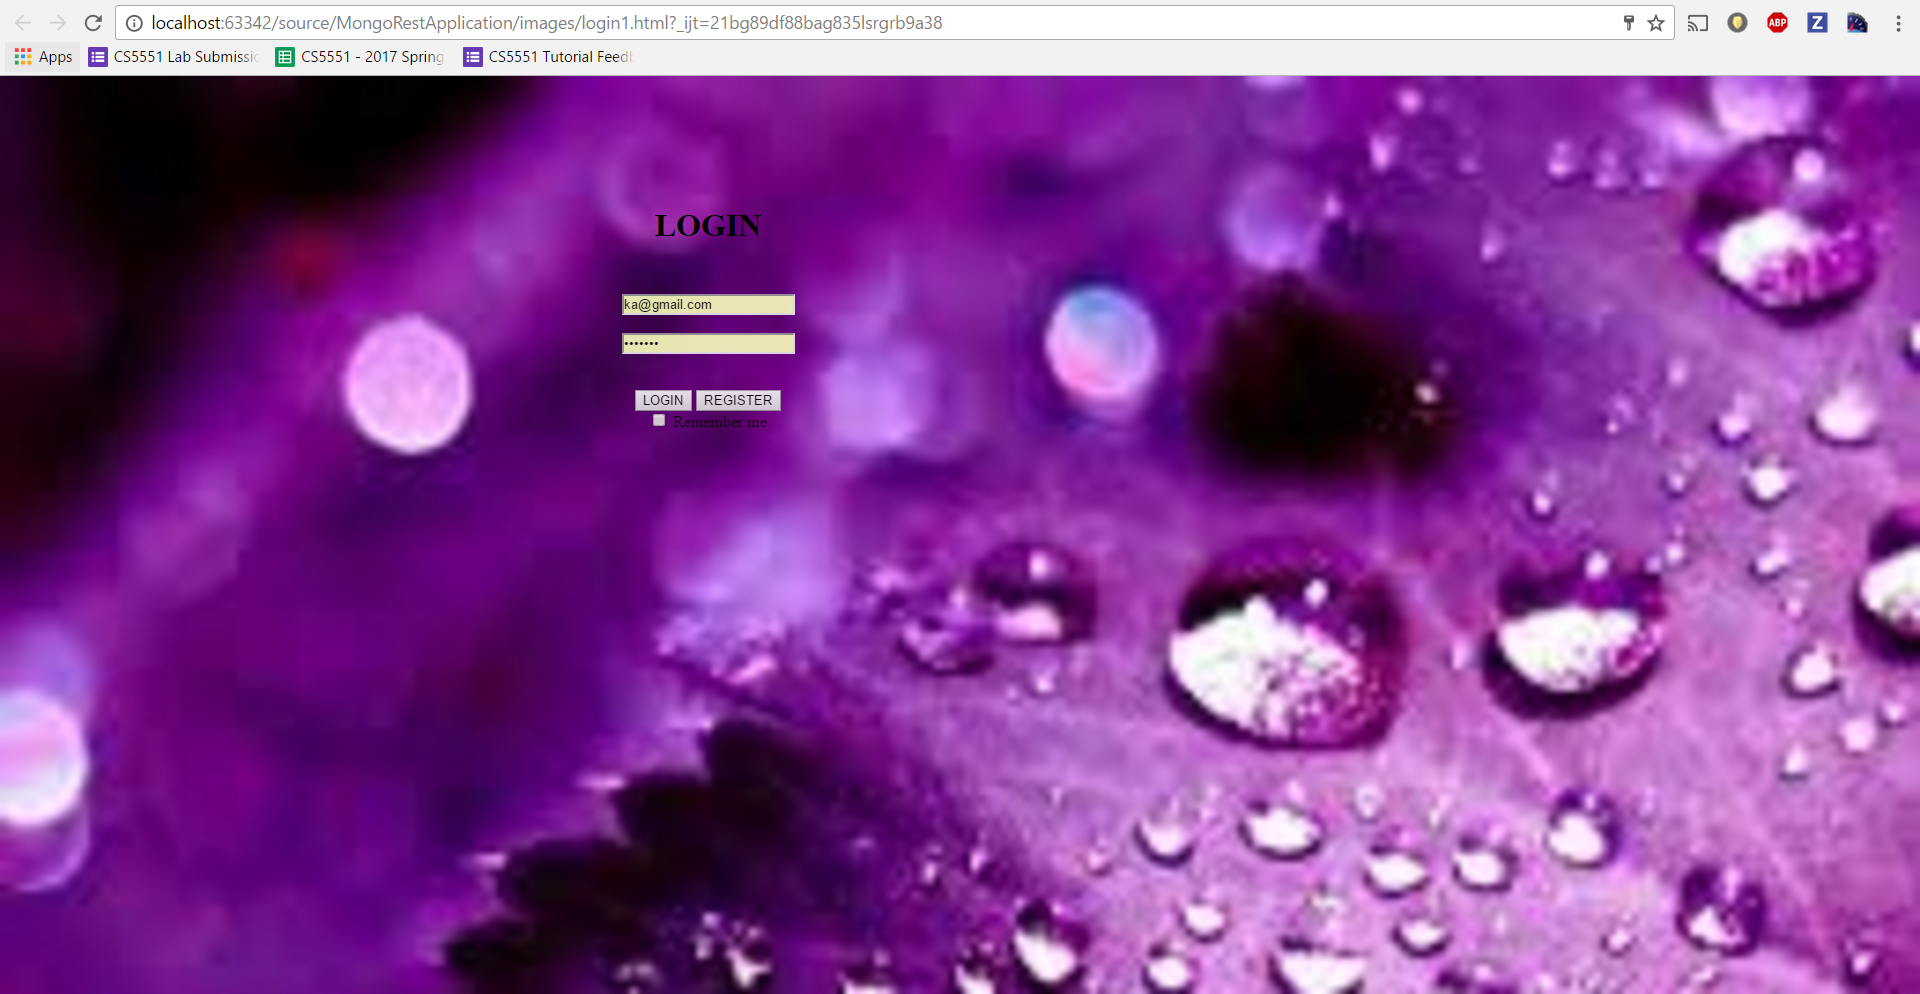 localhost:63342/source/MongoRestApplication/images/login1.html?_ijt=21bg89df88bag835lsrgrb9a38
ABP
Z
Apps
CS5551 Lab Submissic
CS5551 - 2017 Spring
CS5551 Tutorial Feedb
LOGIN
ka@gmail.com
•••••••
LOGIN REGISTER
Remember me